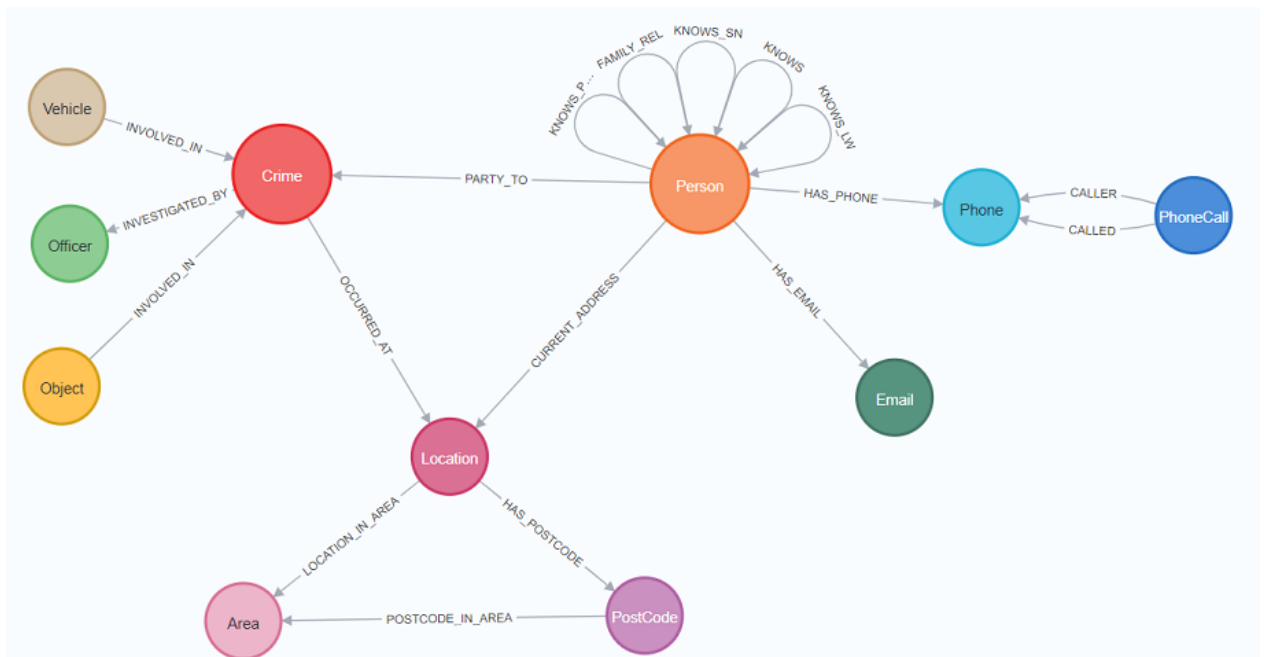 KNOWS_P...
FAMILY_REL
KNOWS_SN
KNOWS
KNOWS_LW
Vehicle
INVOLVED_IN
Crime
PARTY_TO
Person
HAS_PHONE
Phone
CALLER
CALLED
PhoneCall
INVESTIGATED_BY
Officer
INVOLVED_IN
Object
OCCURRED_AT
CURRENT_ADDRESS
HAS_EMAIL
Email
Location
LOCATION_IN_AREA
HAS_POSTCODE
Area
POSTCODE_IN_AREA
PostCode